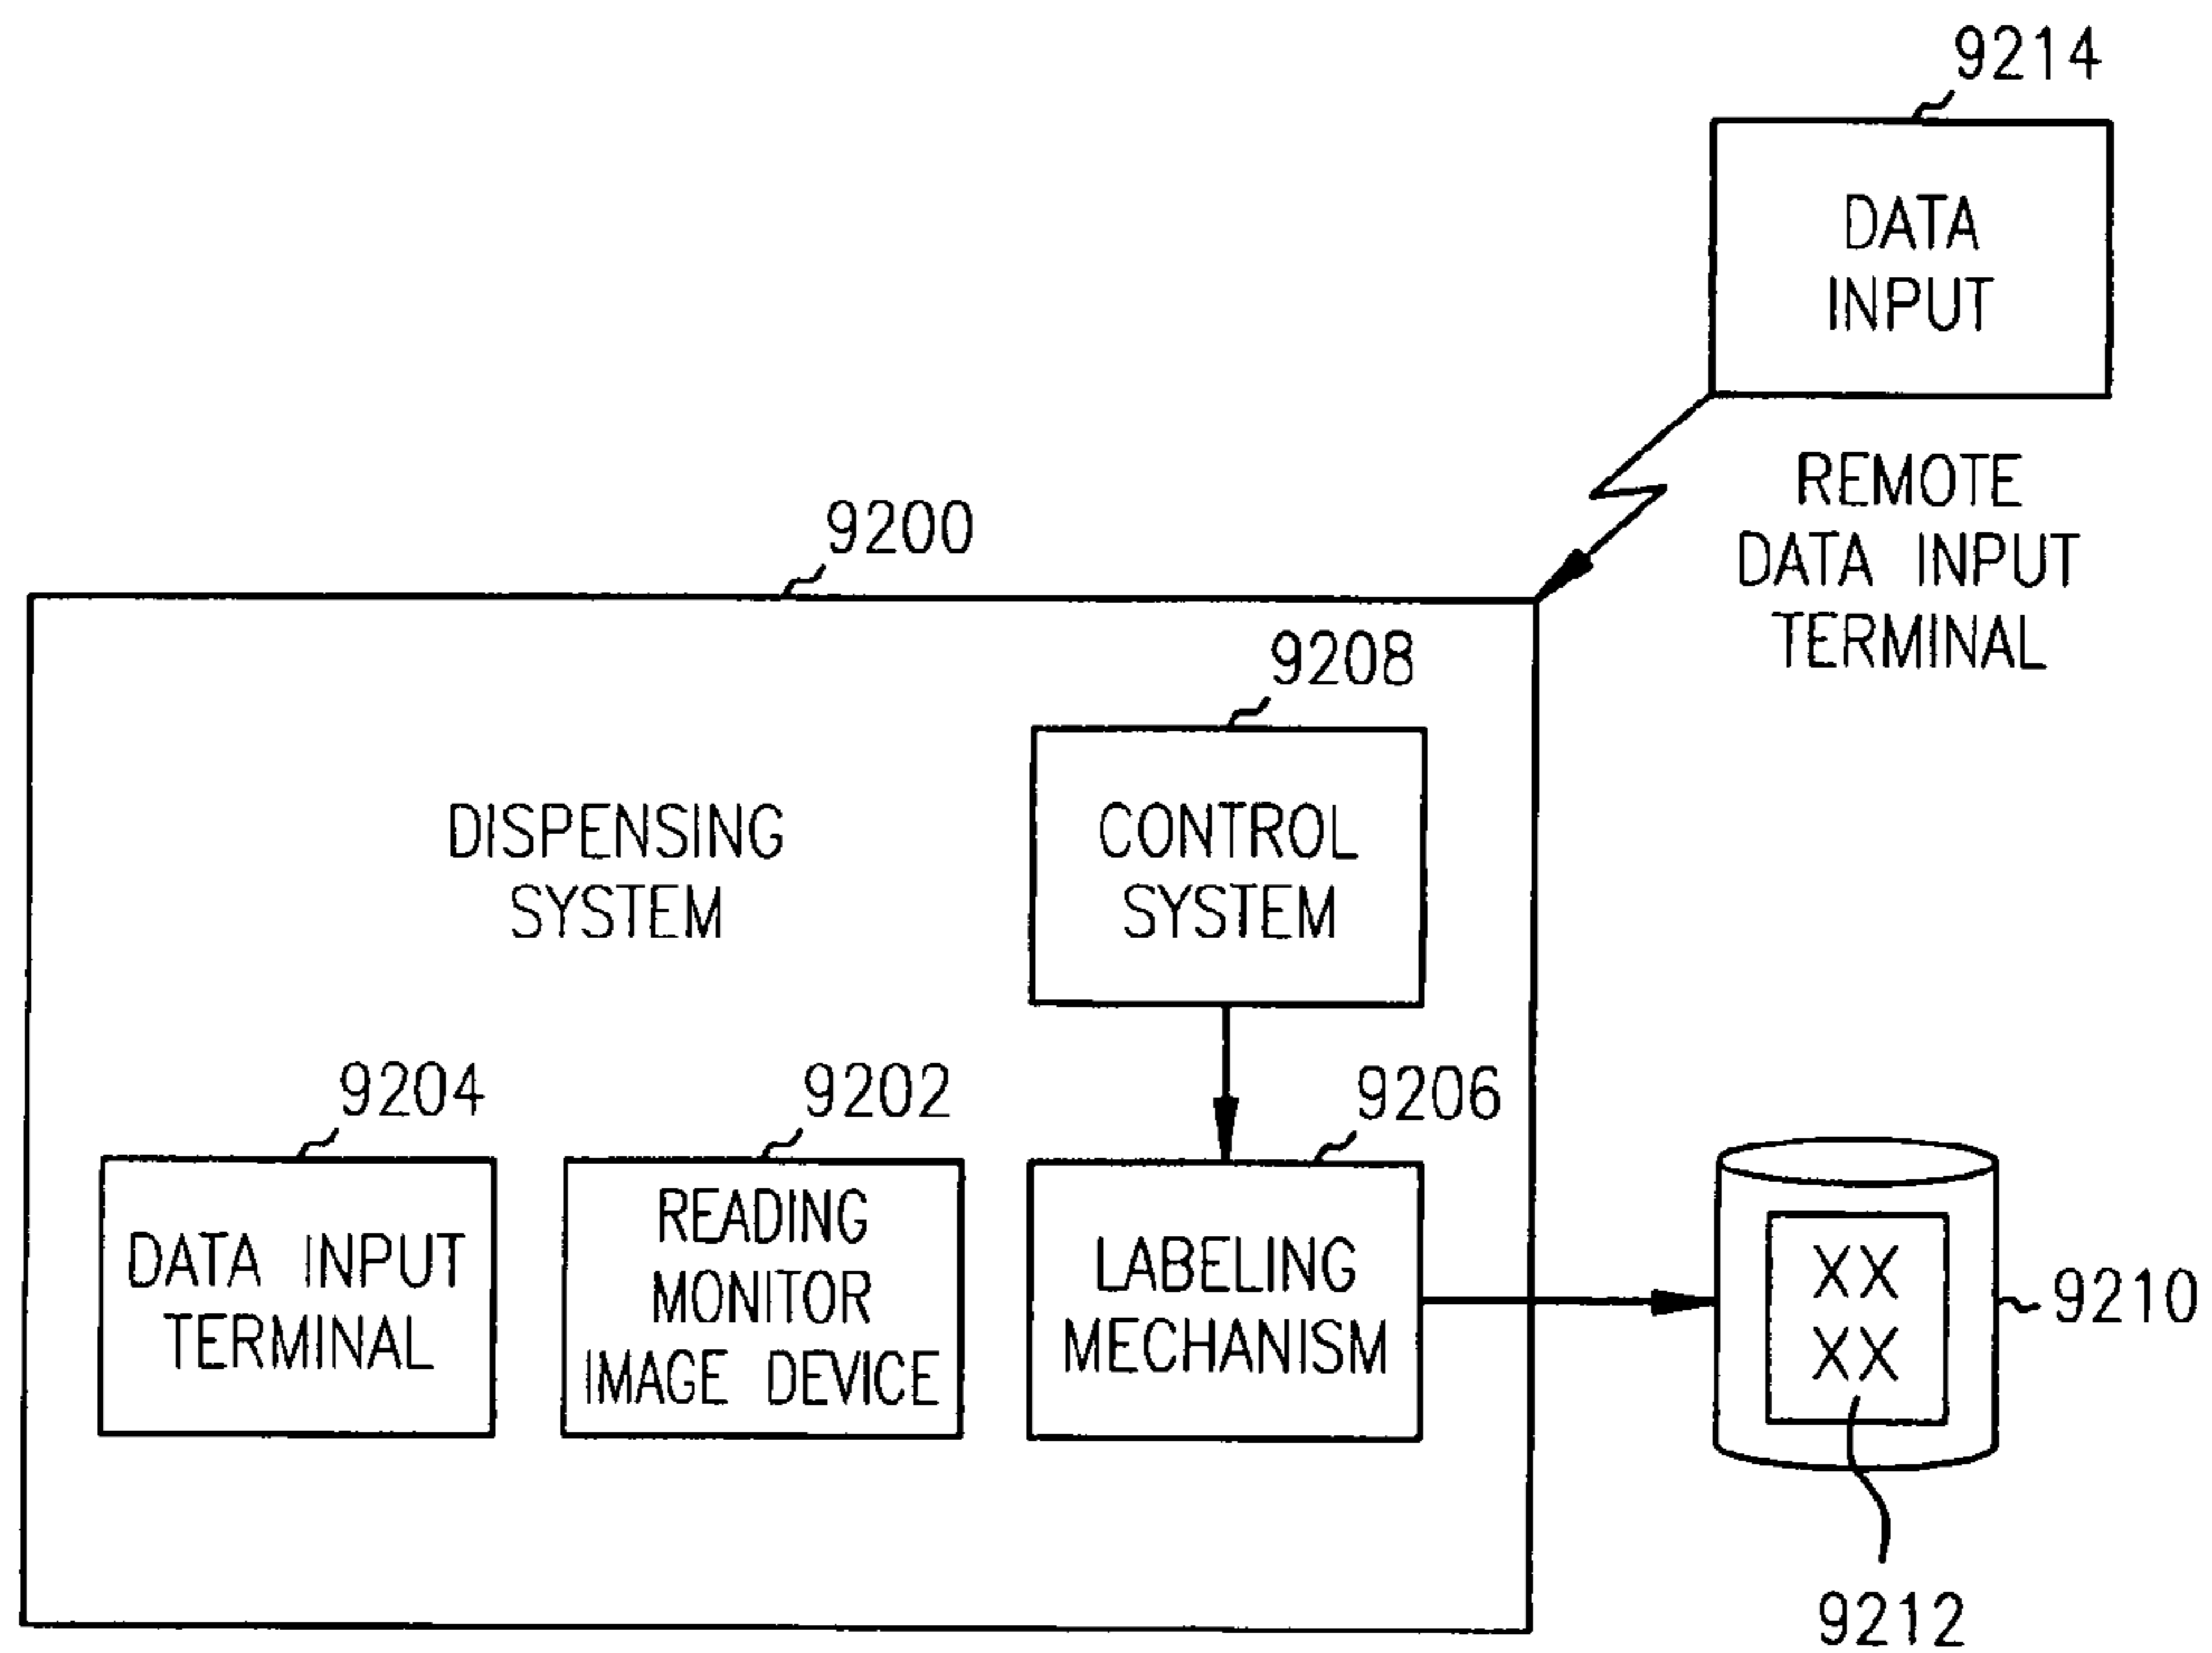 9214
DATA
INPUT
REMOTE
DATA INPUT
TERMINAL
9200
9208
DISPENSING
SYSTEM
CONTROL
SYSTEM
9204
DATA INPUT
TERMINAL
9202
READING
MONITOR
IMAGE DEVICE
9206
LABELING
MECHANISM
XX
XX
9210
9212